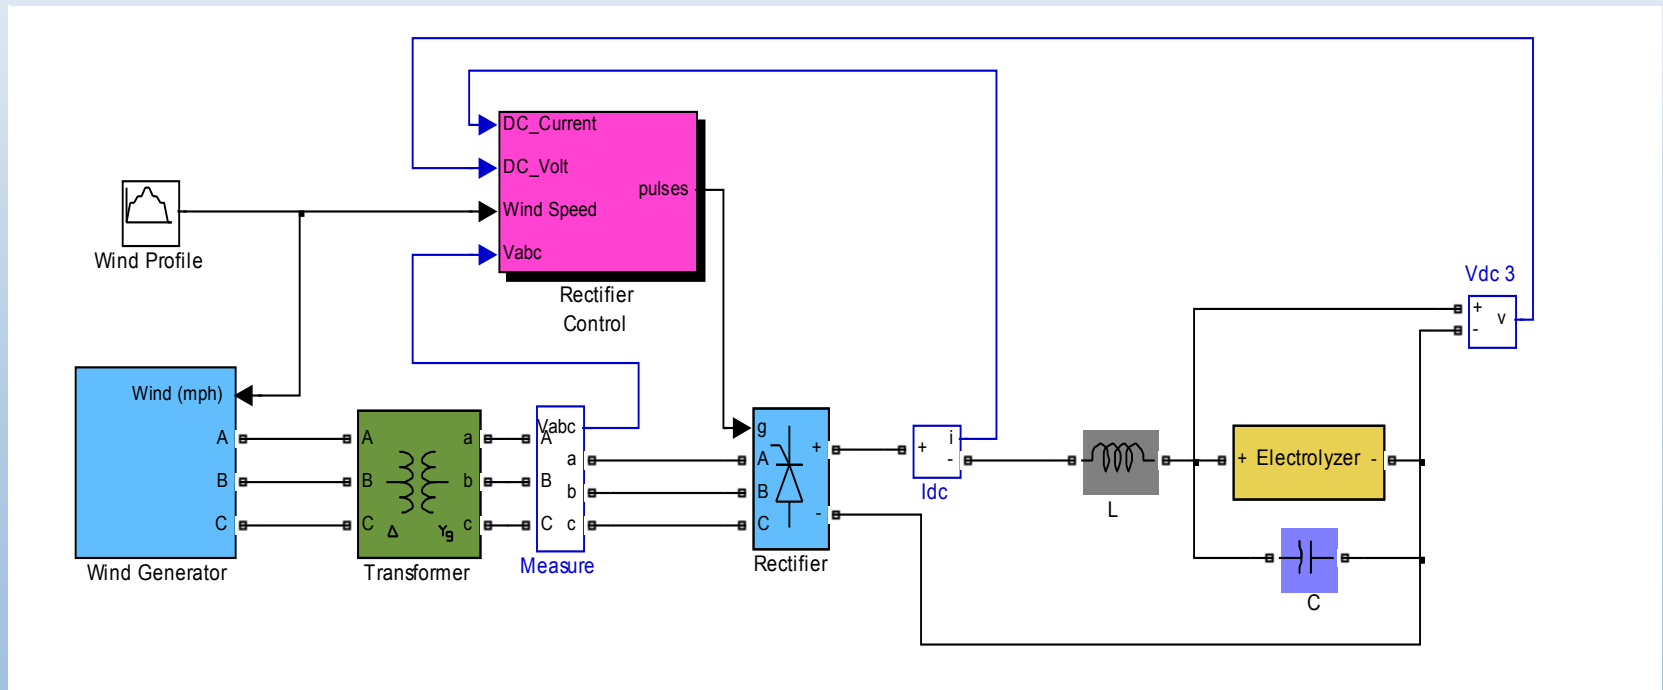 DC_Current
DC_Volt
Wind Speed
Vabc
pulses
Rectifier
Control
Wind Profile
Vdc 3
+
-
v
Wind (mph)
A
B
C
Wind Generator
A
B
C
a
b
c
Δ
Yg
Transformer
Vabc
A
B
C
a
b
c
Measure
g
A
B
C
+
-
Rectifier
+
i
-
Idc
L
+ Electrolyzer -
C